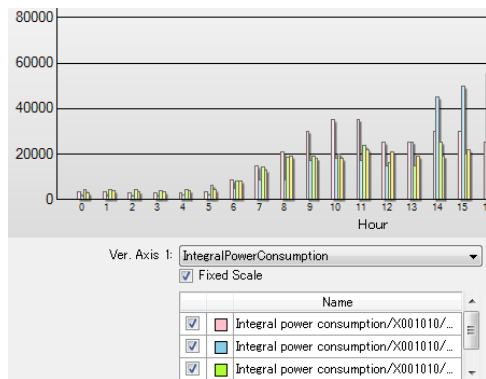 80000
60000
40000
20000
0
0 1 2 3 4 5 6 7 8 9 10 11 12 13 14 15
Hour
Ver. Axis 1: IntegralPowerConsumption
Fixed Scale
Name
Integral power consumption/X001010/...
Integral power consumption/X001010/...
Integral power consumption/X001010/...